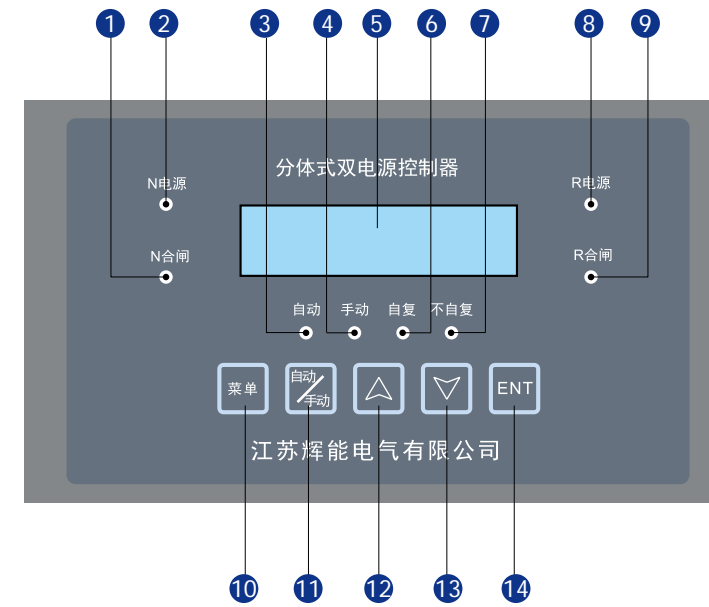 1 2 3 4 5 6 7 8 9
分体式双电源控制器
N电源 R电源
N合闸 R合闸
自动 手动 自复 不自复
菜单 自动/手动 ENT
江苏辉能电气有限公司
10 11 12 13 14